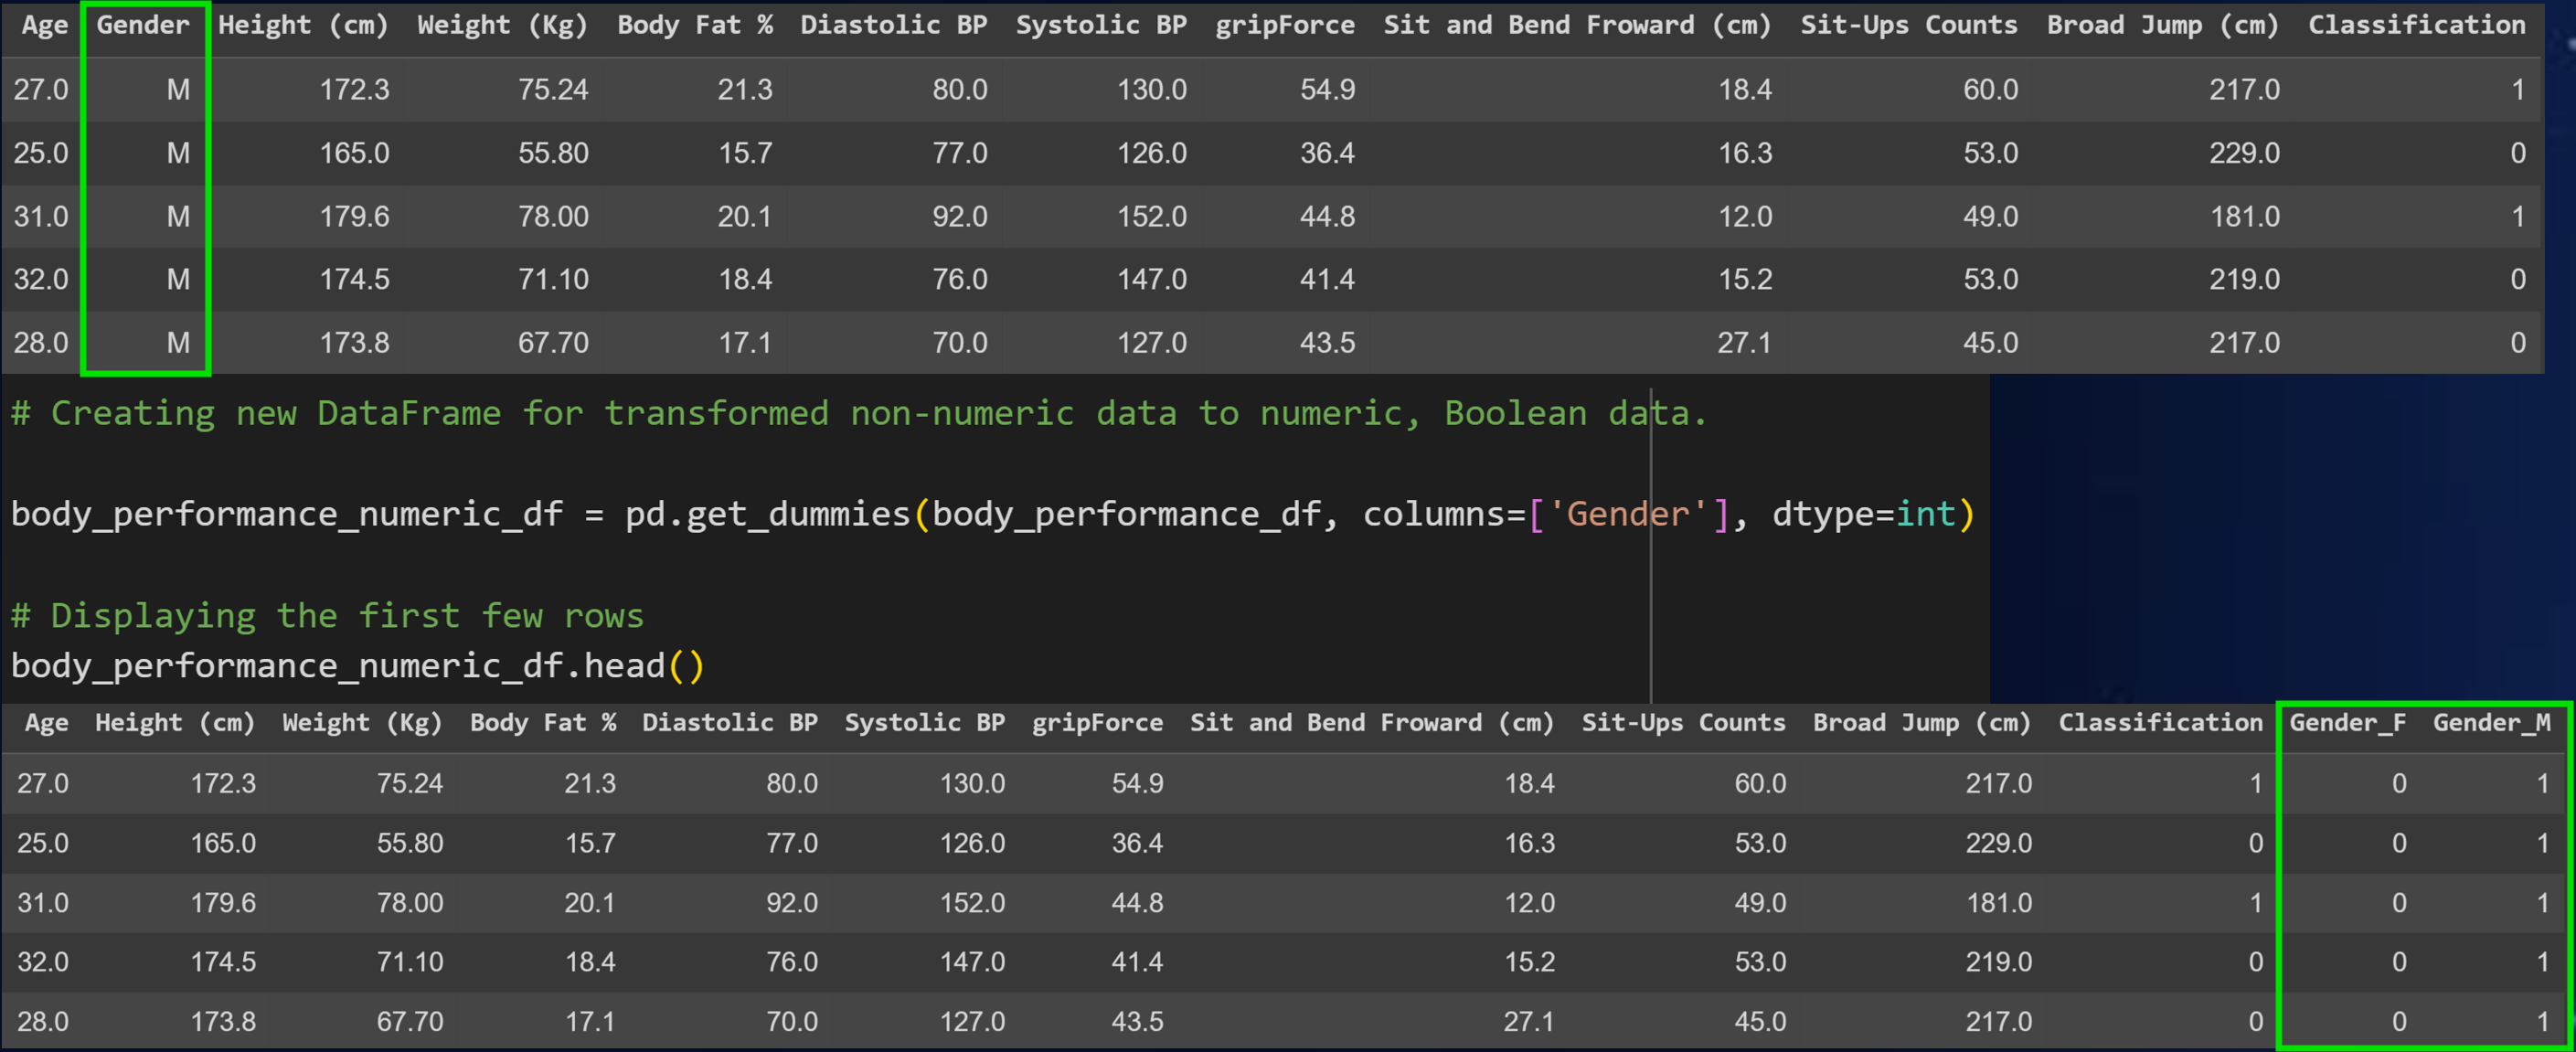 Age Gender Height (cm) Weight (Kg) Body Fat % Diastolic BP Systolic BP gripForce Sit and Bend Froward (cm) Sit-Ups Counts Broad Jump (cm) Classification
27.0 M 172.3 75.24 21.3 80.0 130.0 54.9 18.4 60.0 217.0 1
25.0 M 165.0 55.80 15.7 77.0 126.0 36.4 16.3 53.0 229.0 0
31.0 M 179.6 78.00 20.1 92.0 152.0 44.8 12.0 49.0 181.0 1
32.0 M 174.5 71.10 18.4 76.0 147.0 41.4 15.2 53.0 219.0 0
28.0 M 173.8 67.70 17.1 70.0 127.0 43.5 27.1 45.0 217.0 0
# Creating new DataFrame for transformed non-numeric data to numeric, Boolean data.
body_performance_numeric_df = pd.get_dummies(body_performance_df, columns=['Gender'], dtype=int)
# Displaying the first few rows
body_performance_numeric_df.head()
Age Height (cm) Weight (Kg) Body Fat % Diastolic BP Systolic BP gripForce Sit and Bend Froward (cm) Sit-Ups Counts Broad Jump (cm) Classification Gender_F Gender_M
27.0 172.3 75.24 21.3 80.0 130.0 54.9 18.4 60.0 217.0 1 0 1
25.0 165.0 55.80 15.7 77.0 126.0 36.4 16.3 53.0 229.0 0 0 1
31.0 179.6 78.00 20.1 92.0 152.0 44.8 12.0 49.0 181.0 1 0 1
32.0 174.5 71.10 18.4 76.0 147.0 41.4 15.2 53.0 219.0 0 0 1
28.0 173.8 67.70 17.1 70.0 127.0 43.5 27.1 45.0 217.0 0 0 1